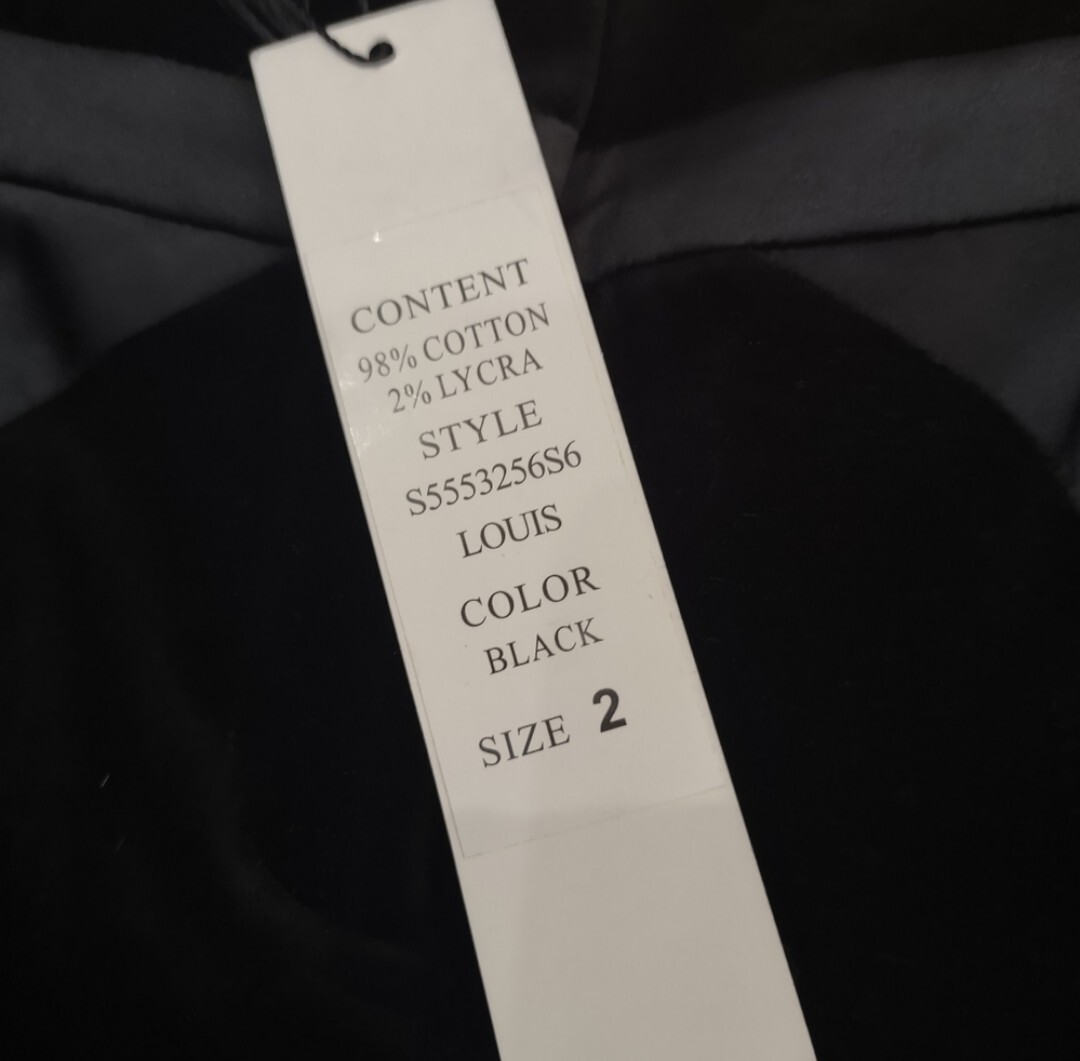 CONTENT
98% COTTON
2% LYCRA
STYLE
S5553256S6
LOUIS
COLOR
BLACK
SIZE 2